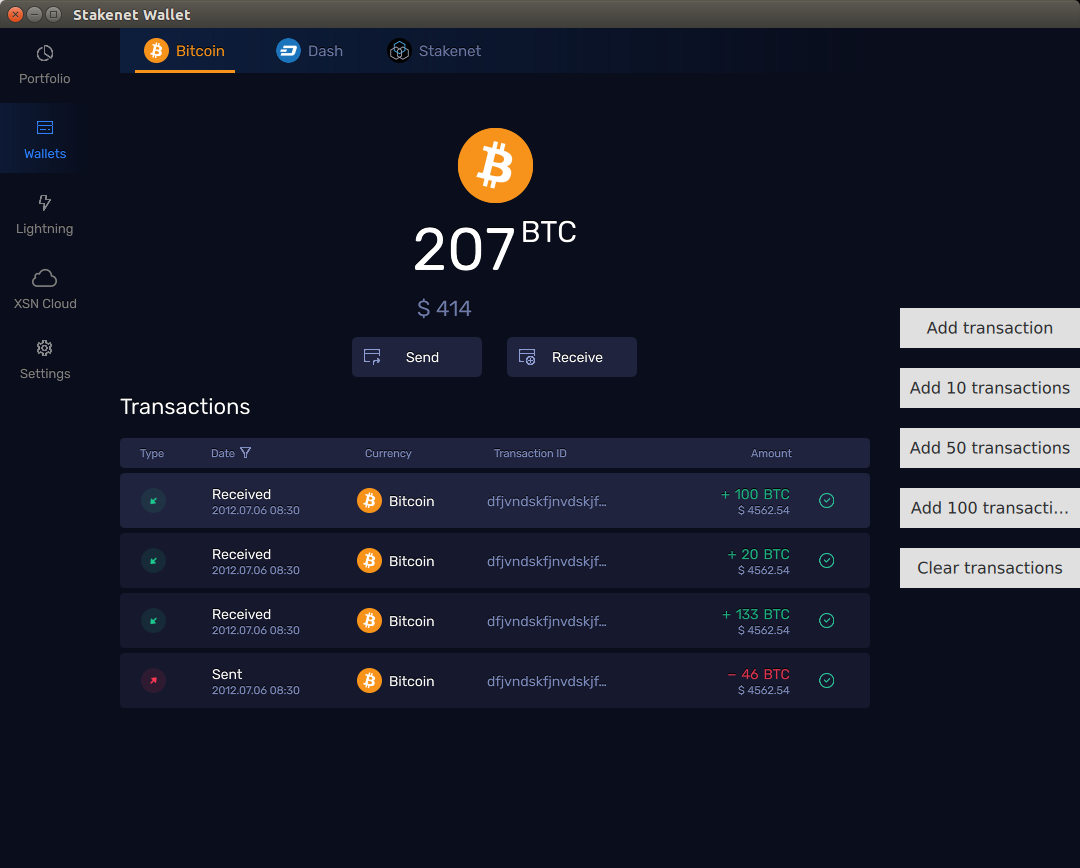 Stakenet Wallet
Bitcoin
Dash
Stakenet
Portfolio
Wallets
Lightning
XSN Cloud
Settings
207 BTC
$ 414
Send
Receive
Add transaction
Add 10 transactions
Add 50 transactions
Add 100 transacti...
Clear transactions
Transactions
Type Date Currency Transaction ID Amount
Received Bitcoin dfjvndskfjnvdskjf... + 100 BTC
2012.07.06 08:30 $ 4562.54
Received Bitcoin dfjvndskfjnvdskjf... + 20 BTC
2012.07.06 08:30 $ 4562.54
Received Bitcoin dfjvndskfjnvdskjf... + 133 BTC
2012.07.06 08:30 $ 4562.54
Sent Bitcoin dfjvndskfjnvdskjf... − 46 BTC
2012.07.06 08:30 $ 4562.54